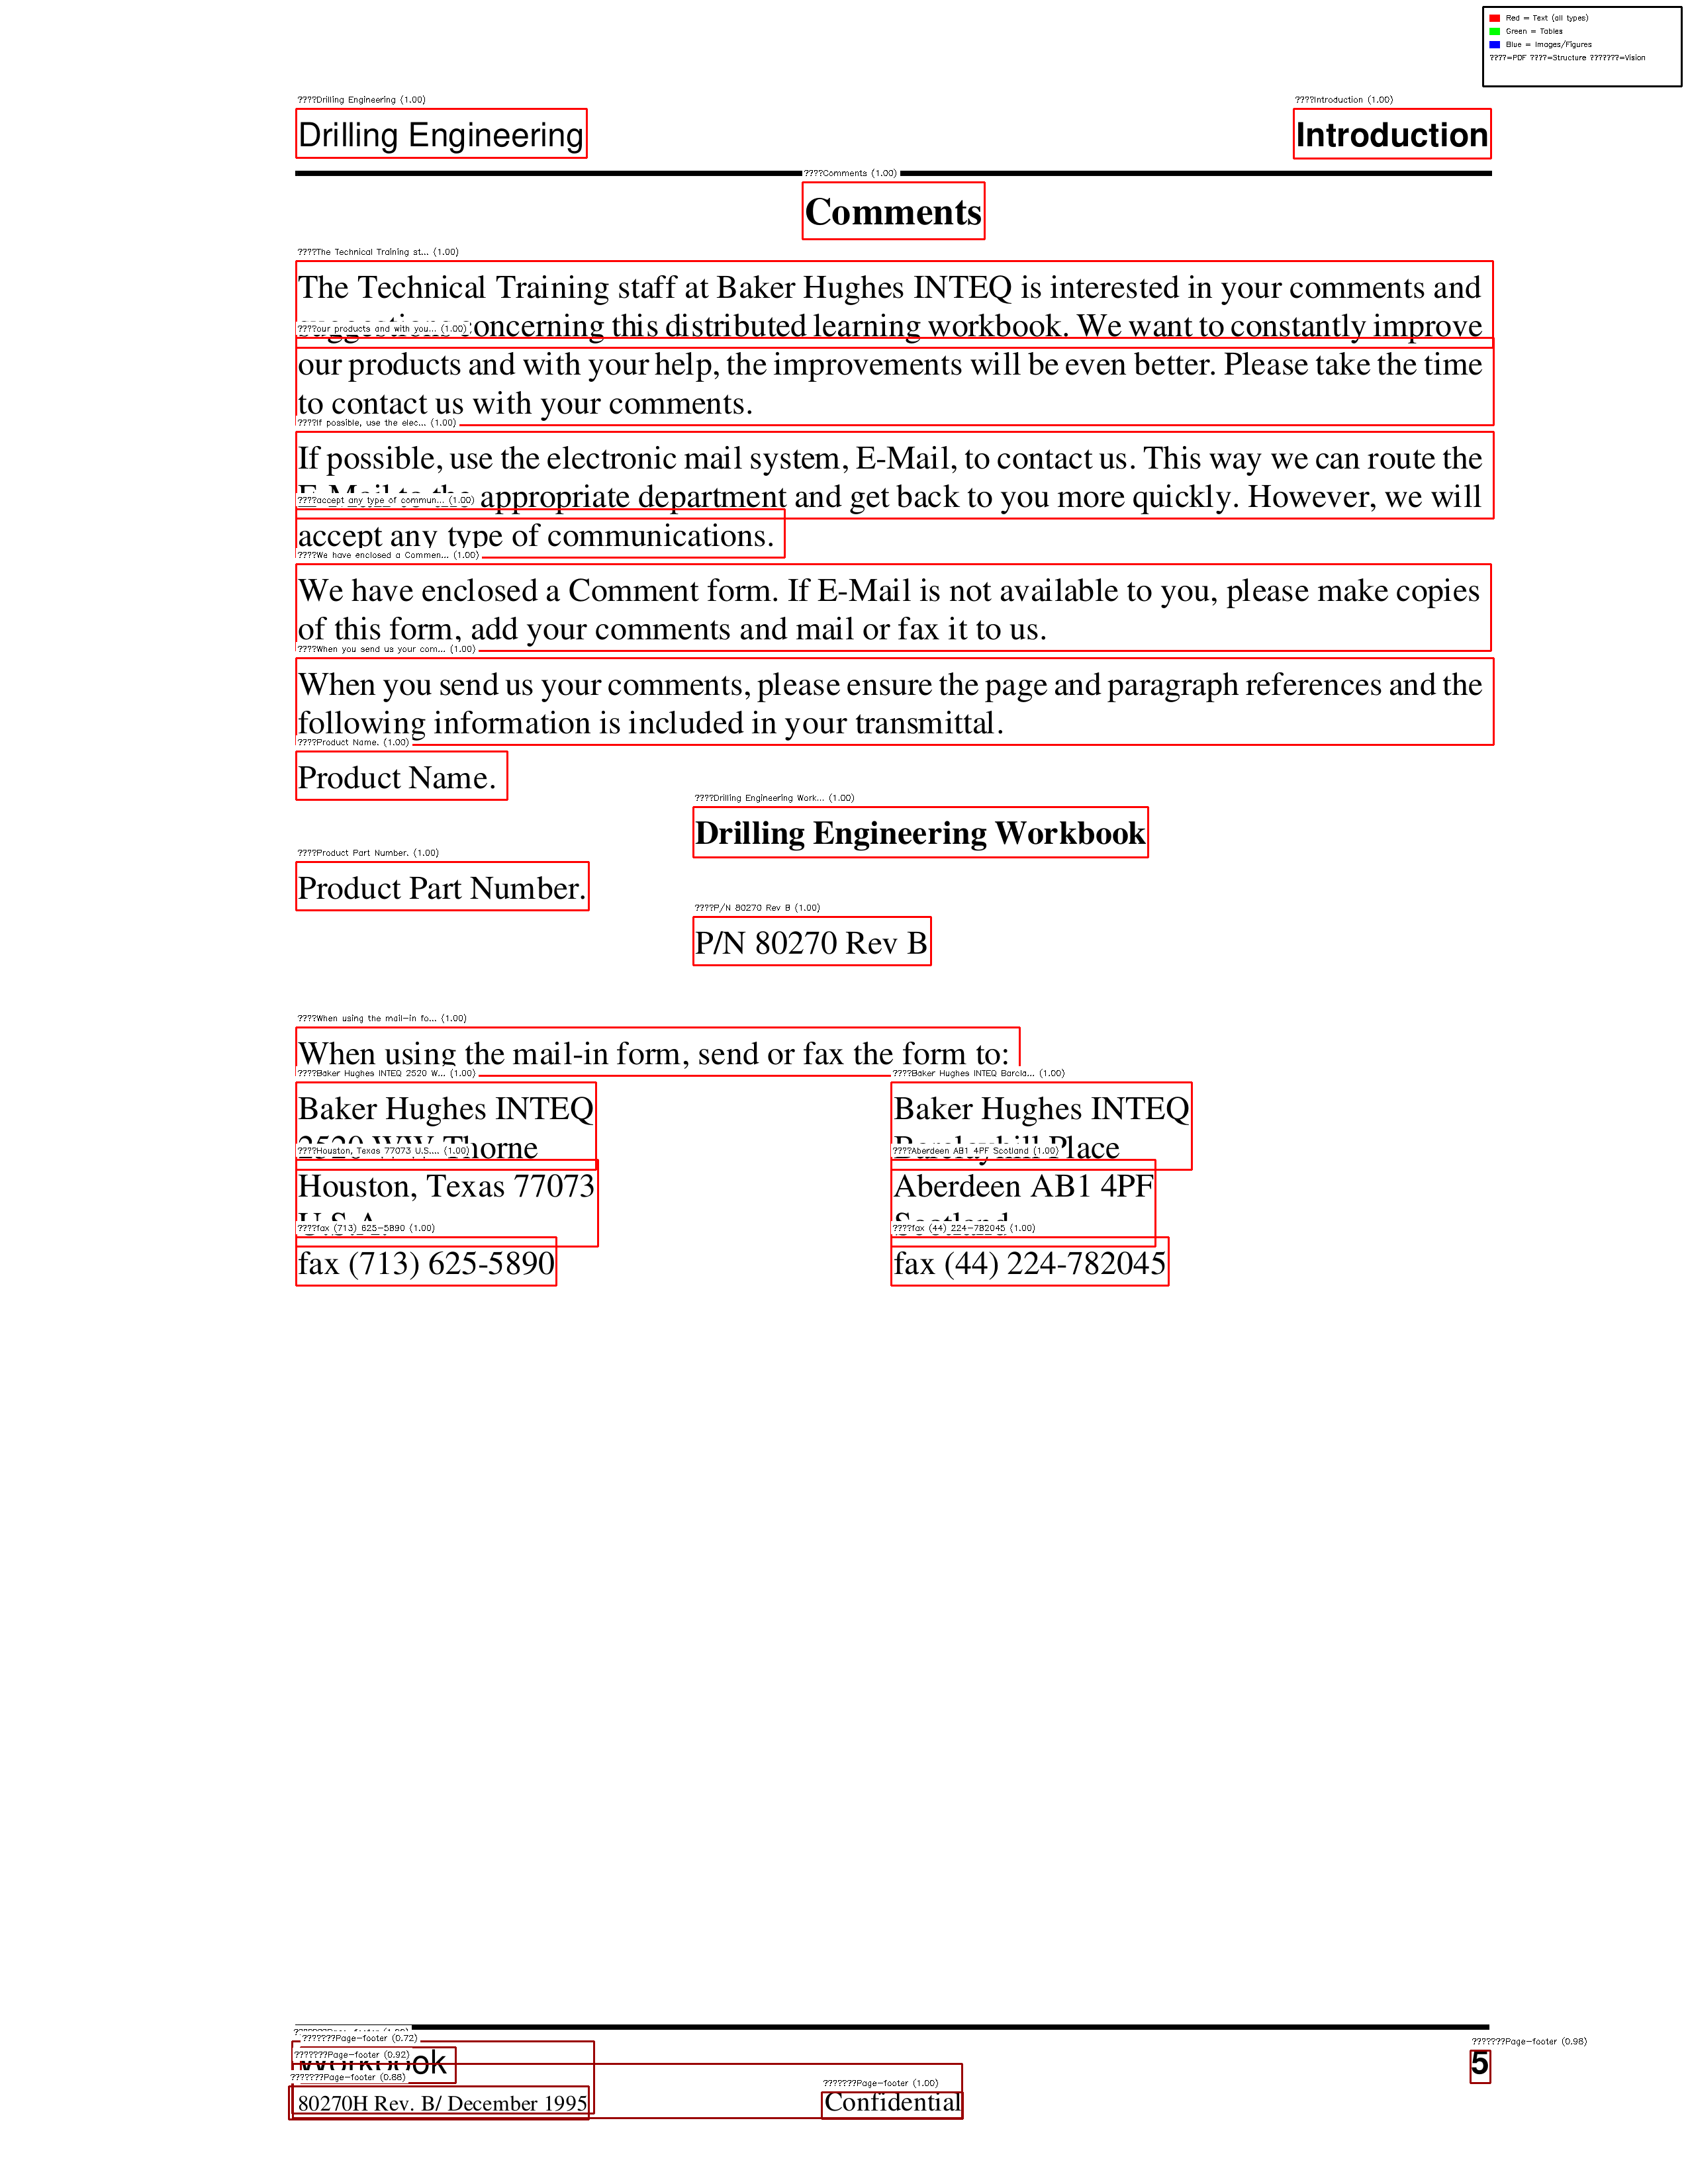 Red = Text (all types)
Green = Tables
Blue = Images/Figures
????=PDF ????=Structure ???????=Vision
????Drilling Engineering (1.00)
????Introduction (1.00)
Drilling Engineering
Introduction
????Comments (1.00)
Comments
????The Technical Training st... (1.00)
The Technical Training staff at Baker Hughes INTEQ is interested in your comments and
????our products and with you... (1.00)
suggestions concerning this distributed learning workbook. We want to constantly improve
our products and with your help, the improvements will be even better. Please take the time
to contact us with your comments.
????If possible, use the elec... (1.00)
If possible, use the electronic mail system, E-Mail, to contact us. This way we can route the
????accept any type of commun... (1.00)
E-Mail to the appropriate department and get back to you more quickly. However, we will
accept any type of communications.
????We have enclosed a Commen... (1.00)
We have enclosed a Comment form. If E-Mail is not available to you, please make copies
of this form, add your comments and mail or fax it to us.
????When you send us your com... (1.00)
When you send us your comments, please ensure the page and paragraph references and the
following information is included in your transmittal.
????Product Name. (1.00)
Product Name.
????Drilling Engineering Work... (1.00)
Drilling Engineering Workbook
????Product Part Number. (1.00)
Product Part Number.
????P/N 80270 Rev B (1.00)
P/N 80270 Rev B
????When using the mail-in fo... (1.00)
When using the mail-in form, send or fax the form to:
????Baker Hughes INTEQ 2520 W... (1.00)
????Baker Hughes INTEQ Barcla... (1.00)
Baker Hughes INTEQ
Baker Hughes INTEQ
2520 WW Thorne
Barclayhill Place
????Houston, Texas 77073 U.S.... (1.00)
????Aberdeen AB1 4PF Scotland (1.00)
Houston, Texas 77073
Aberdeen AB1 4PF
U.S.A.
Scotland
????fax (713) 625-5890 (1.00)
????fax (44) 224-782045 (1.00)
fax (713) 625-5890
fax (44) 224-782045
???????Page-footer (0.72)
???????Page-footer (0.98)
???????Page-footer (0.92)
Workbook
5
???????Page-footer (0.88)
???????Page-footer (1.00)
80270H Rev. B/ December 1995
Confidential